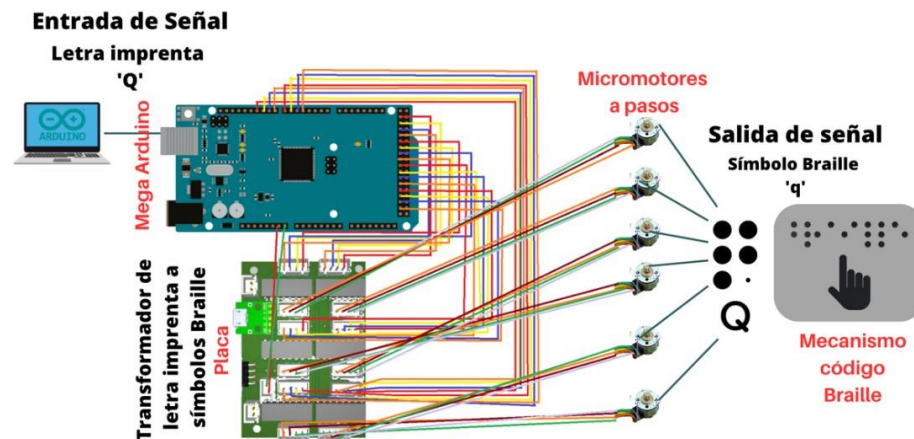 Entrada de Señal
Letra imprenta
'Q'
ARDUINO
Mega Arduino
Transformador de
letra imprenta a
símbolos Braille
Placa
Micromotores
a pasos
Salida de señal
Símbolo Braille
'q'
Q
Mecanismo
código
Braille